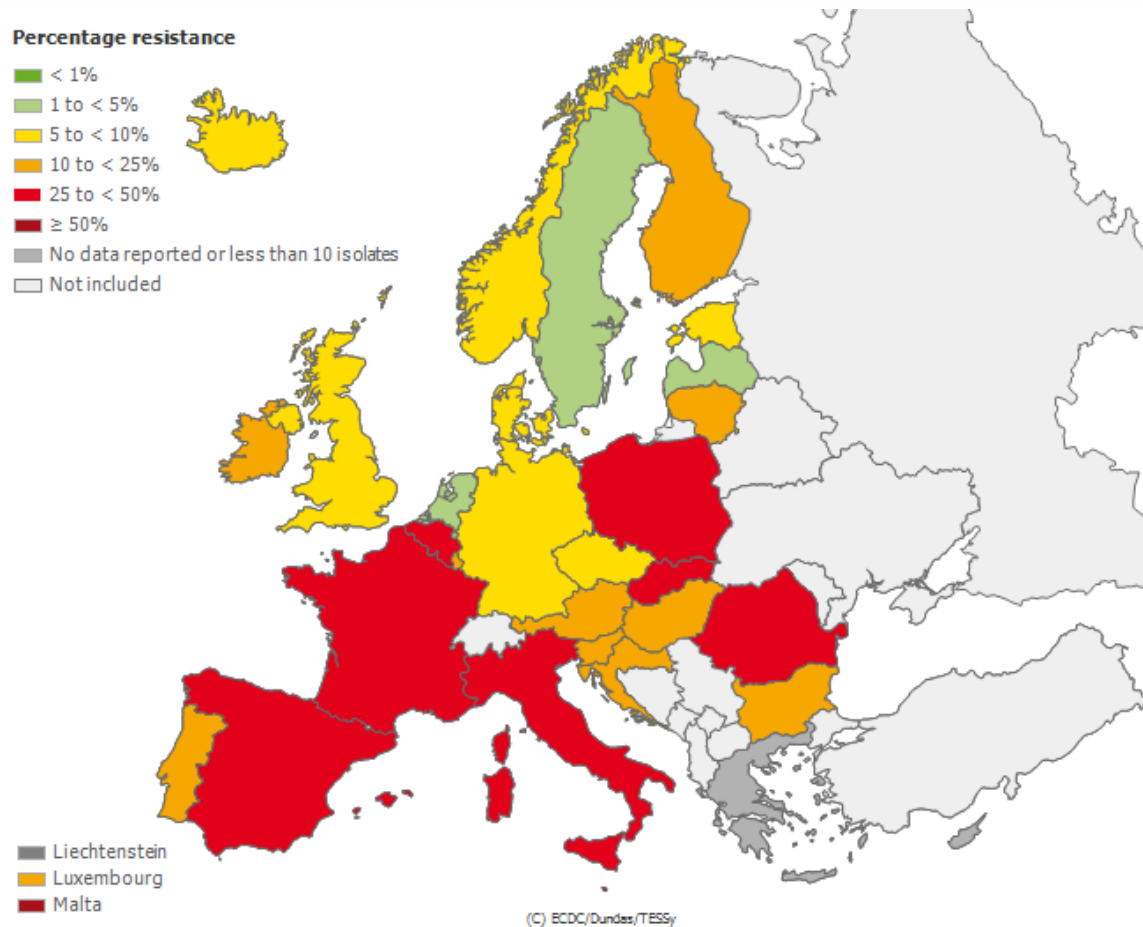 Percentage resistance
< 1%
1 to < 5%
5 to < 10%
10 to < 25%
25 to < 50%
≥ 50%
No data reported or less than 10 isolates
Not included
Liechtenstein
Luxembourg
Malta
(C) ECDC/Dundas/TESSy